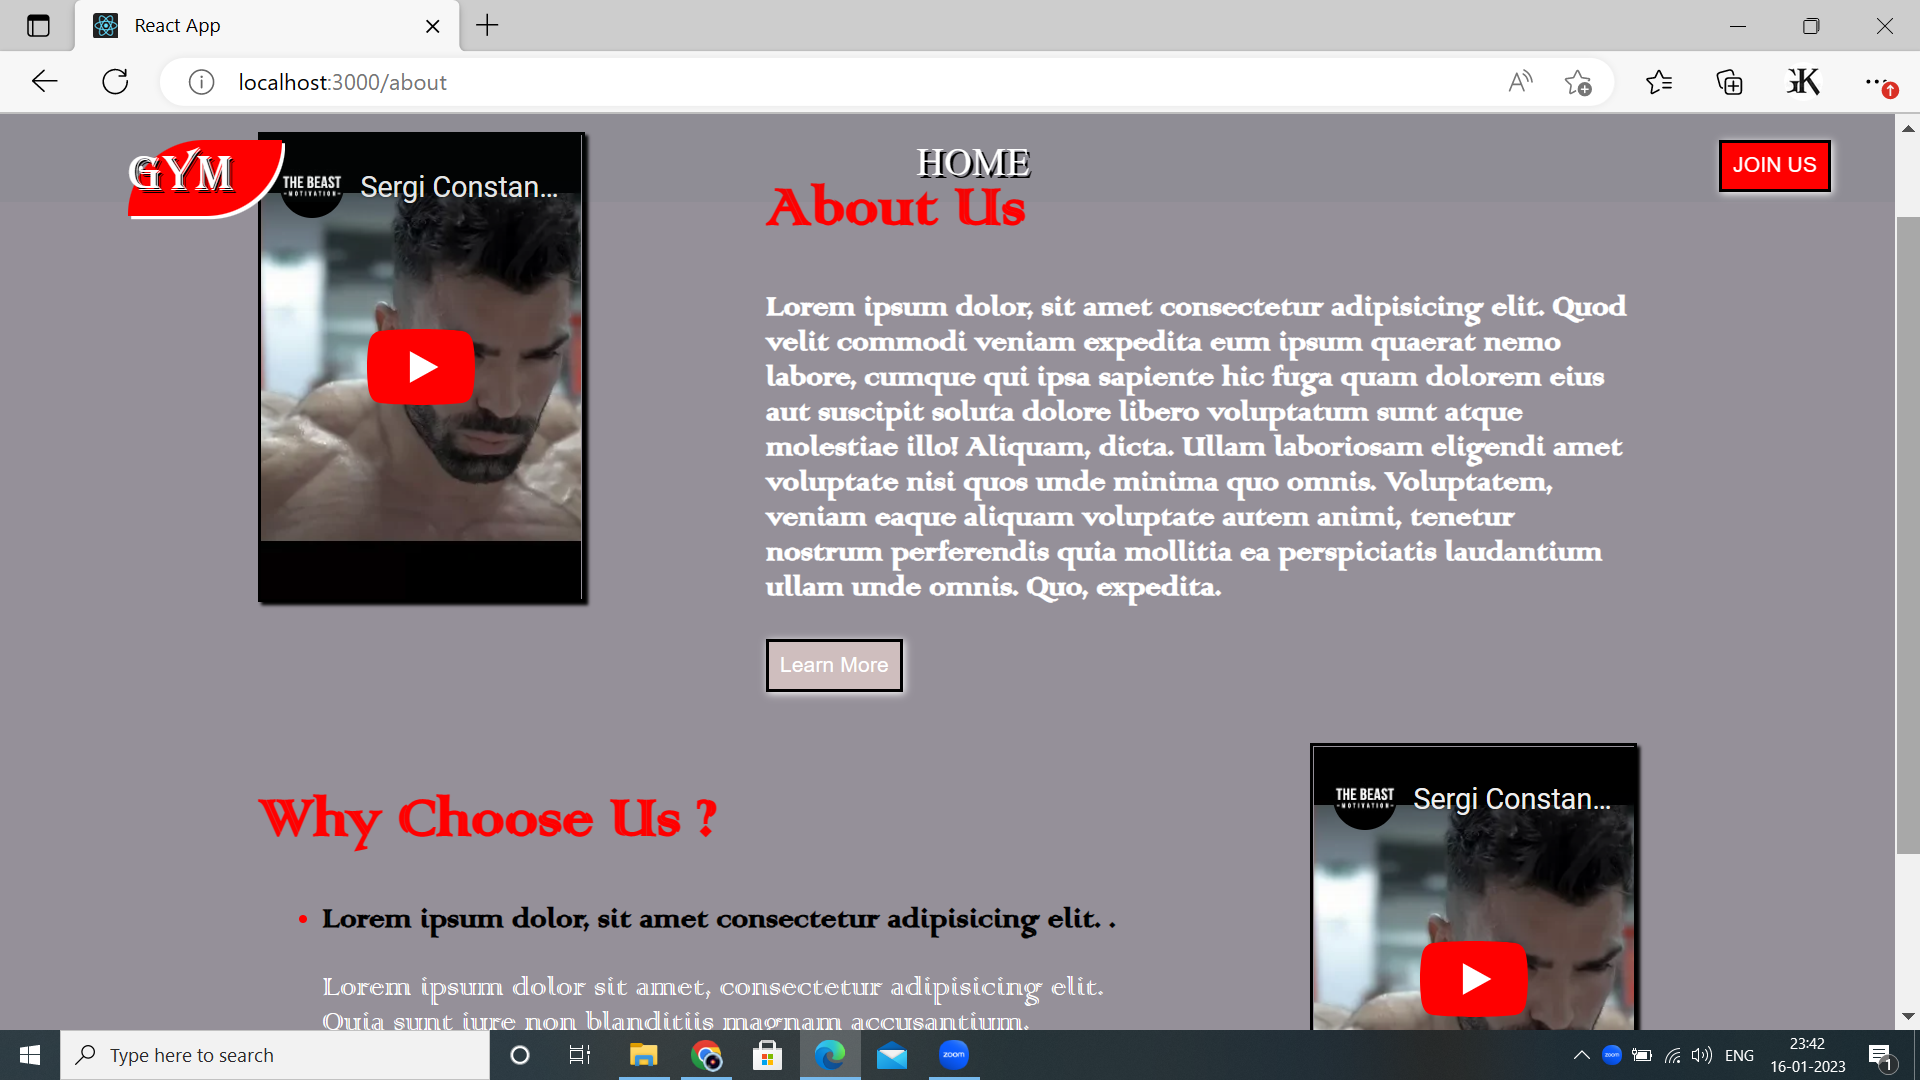 React App
localhost:3000/about
GYM
HOME
JOIN US
THE BEAST
MOTIVATION
Sergi Constan...
About Us
Lorem ipsum dolor, sit amet consectetur adipisicing elit. Quod
velit commodi veniam expedita eum ipsum quaerat nemo
labore, cumque qui ipsa sapiente hic fuga quam dolorem eius
aut suscipit soluta dolore libero voluptatum sunt atque
molestiae illo! Aliquam, dicta. Ullam laboriosam eligendi amet
voluptate nisi quos unde minima quo omnis. Voluptatem,
veniam eaque aliquam voluptate autem animi, tenetur
nostrum perferendis quia mollitia ea perspiciatis laudantium
ullam unde omnis. Quo, expedita.
Learn More
Why Choose Us ?
• Lorem ipsum dolor, sit amet consectetur adipisicing elit. .
Lorem ipsum dolor sit amet, consectetur adipisicing elit.
Quia sunt iure non blanditiis magnam accusantium.
THE BEAST
MOTIVATION
Sergi Constan...
Type here to search
zoom
zoom
ENG
23:42
16-01-2023
1